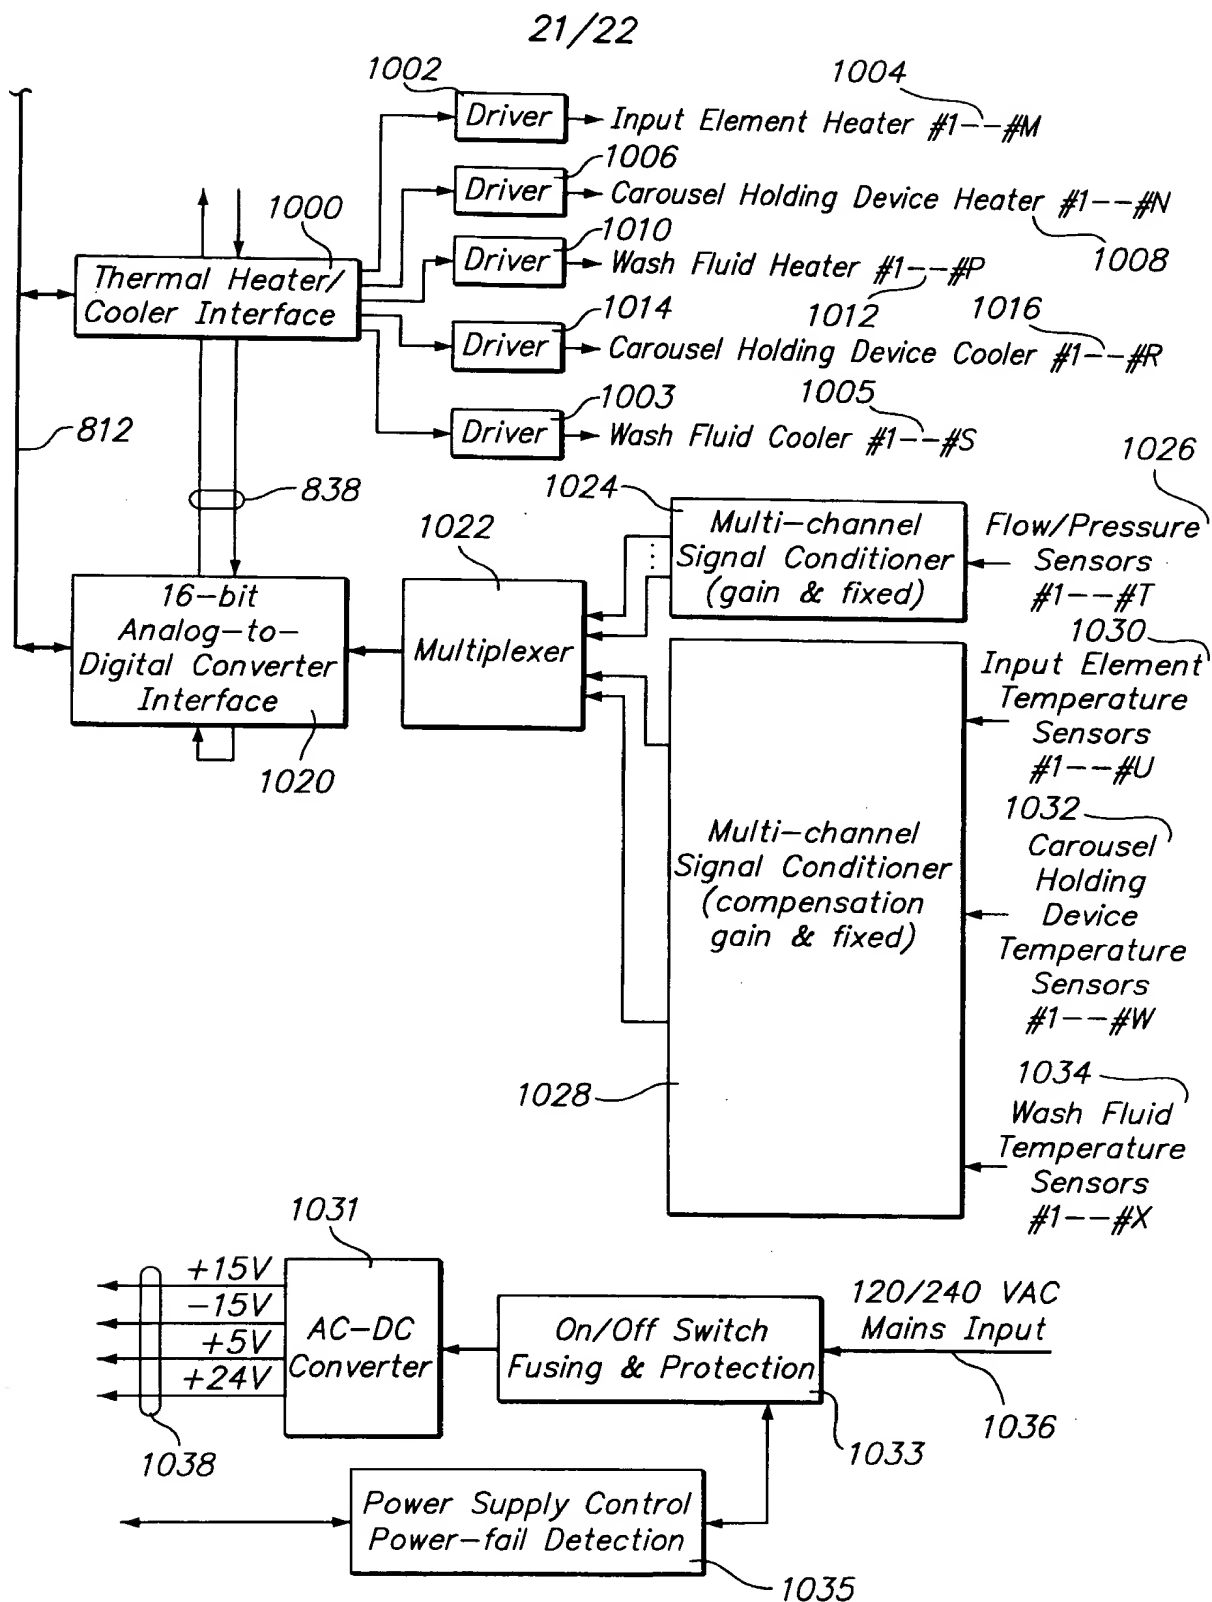 21/22
1002
1004
Driver
Input Element Heater #1--#M
1006
Driver
Carousel Holding Device Heater #1--#N
1000
1010
1008
Driver
Wash Fluid Heater #1--#P
Thermal Heater/
Cooler Interface
1012
1016
1014
Driver
Carousel Holding Device Cooler #1--#R
1003
1005
Driver
Wash Fluid Cooler #1--#S
812
838
1026
1024
Multi-channel
Signal Conditioner
(gain & fixed)
Flow/Pressure
Sensors
#1--#T
1022
Multiplexer
16-bit
Analog-to-
Digital Converter
Interface
1020
1030
Input Element
Temperature
Sensors
#1--#U
Multi-channel
Signal Conditioner
(compensation
gain & fixed)
1032
Carousel
Holding
Device
Temperature
Sensors
#1--#W
1028
1034
Wash Fluid
Temperature
Sensors
#1--#X
1031
+15V
-15V
+5V
+24V
AC-DC
Converter
On/Off Switch
Fusing & Protection
120/240 VAC
Mains Input
1036
1038
1033
Power Supply Control
Power-fail Detection
1035